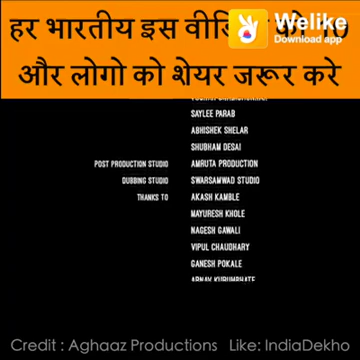 हर भारतीय इस को 10
Welike
Download app
और लोगो को शेयर जरूर करे
SAYLEE PARAB
ABHISHEK SHELAR
SHUBHAM DESAI
POST PRODUCTION STUDIO AMRUTA PRODUCTION
DUBBING STUDIO SWARSAMWAD STUDIO
THANKS TO AKASH KAMBLE
MAYURESH KHOLE
NAGESH GAWALI
VIPUL CHAUDHARY
GANESH POKALE
Credit : Aghaaz Productions Like: IndiaDekho